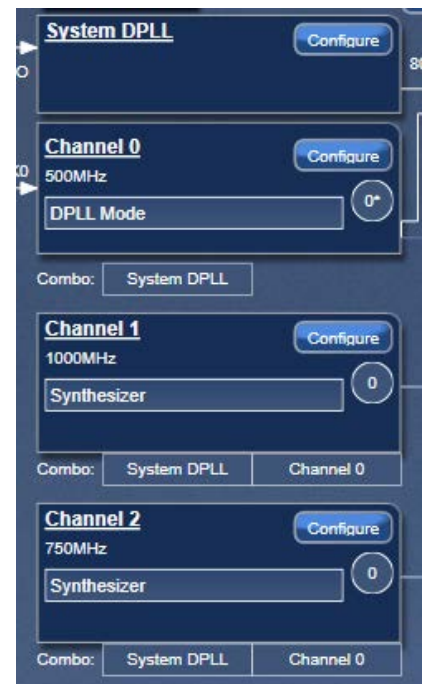 System DPLL
Configure
80
O
Channel 0
Configure
500MHz
DPLL Mode
0*
Combo: System DPLL
Channel 1
Configure
1000MHz
Synthesizer
0
Combo: System DPLL Channel 0
Channel 2
Configure
750MHz
Synthesizer
0
Combo: System DPLL Channel 0